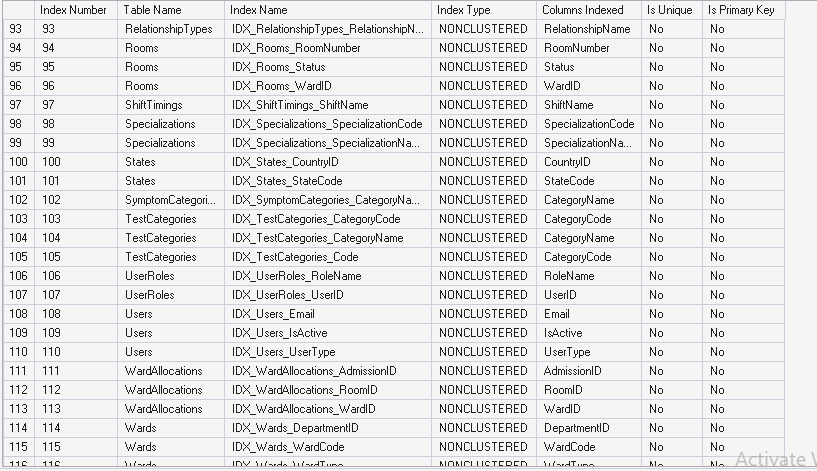 Index Number Table Name Index Name Index Type Columns Indexed Is Unique Is Primary Key
93 93 RelationshipTypes IDX_RelationshipTypes_RelationshipN... NONCLUSTERED RelationshipName No No
94 94 Rooms IDX_Rooms_RoomNumber NONCLUSTERED RoomNumber No No
95 95 Rooms IDX_Rooms_Status NONCLUSTERED Status No No
96 96 Rooms IDX_Rooms_WardID NONCLUSTERED WardID No No
97 97 ShiftTimings IDX_ShiftTimings_ShiftName NONCLUSTERED ShiftName No No
98 98 Specializations IDX_Specializations_SpecializationCode NONCLUSTERED SpecializationCode No No
99 99 Specializations IDX_Specializations_SpecializationNa... NONCLUSTERED SpecializationNa... No No
100 100 States IDX_States_CountryID NONCLUSTERED CountryID No No
101 101 States IDX_States_StateCode NONCLUSTERED StateCode No No
102 102 SymptomCategori... IDX_SymptomCategories_CategoryNa... NONCLUSTERED CategoryName No No
103 103 TestCategories IDX_TestCategories_CategoryCode NONCLUSTERED CategoryCode No No
104 104 TestCategories IDX_TestCategories_CategoryName NONCLUSTERED CategoryName No No
105 105 TestCategories IDX_TestCategories_Code NONCLUSTERED CategoryCode No No
106 106 UserRoles IDX_UserRoles_RoleName NONCLUSTERED RoleName No No
107 107 UserRoles IDX_UserRoles_UserID NONCLUSTERED UserID No No
108 108 Users IDX_Users_Email NONCLUSTERED Email No No
109 109 Users IDX_Users_IsActive NONCLUSTERED IsActive No No
110 110 Users IDX_Users_UserType NONCLUSTERED UserType No No
111 111 WardAllocations IDX_WardAllocations_AdmissionID NONCLUSTERED AdmissionID No No
112 112 WardAllocations IDX_WardAllocations_RoomID NONCLUSTERED RoomID No No
113 113 WardAllocations IDX_WardAllocations_WardID NONCLUSTERED WardID No No
114 114 Wards IDX_Wards_DepartmentID NONCLUSTERED DepartmentID No No
115 115 Wards IDX_Wards_WardCode NONCLUSTERED WardCode No No
116 116 Wards IDX_Wards_WardType NONCLUSTERED WardType No No
Activate